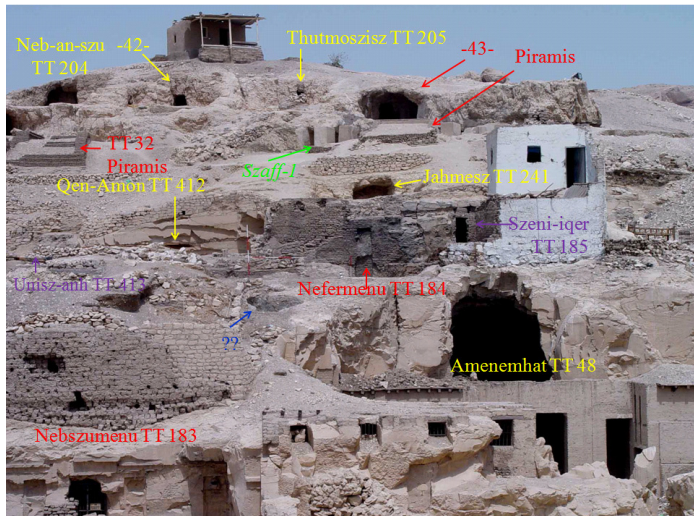 Neb-an-szu
TT 204
-42-
Thutmoszisz TT 205
-43-
Piramis
TT 32
Piramis
Szaff-I
Qen-Amon TT 412
Jahmesz TT 241
Szeni-iqer
TT 185
Unisz-anh TT 413
Nefermenu TT 184
??
Amenemhat TT 48
Nebszumenu TT 183